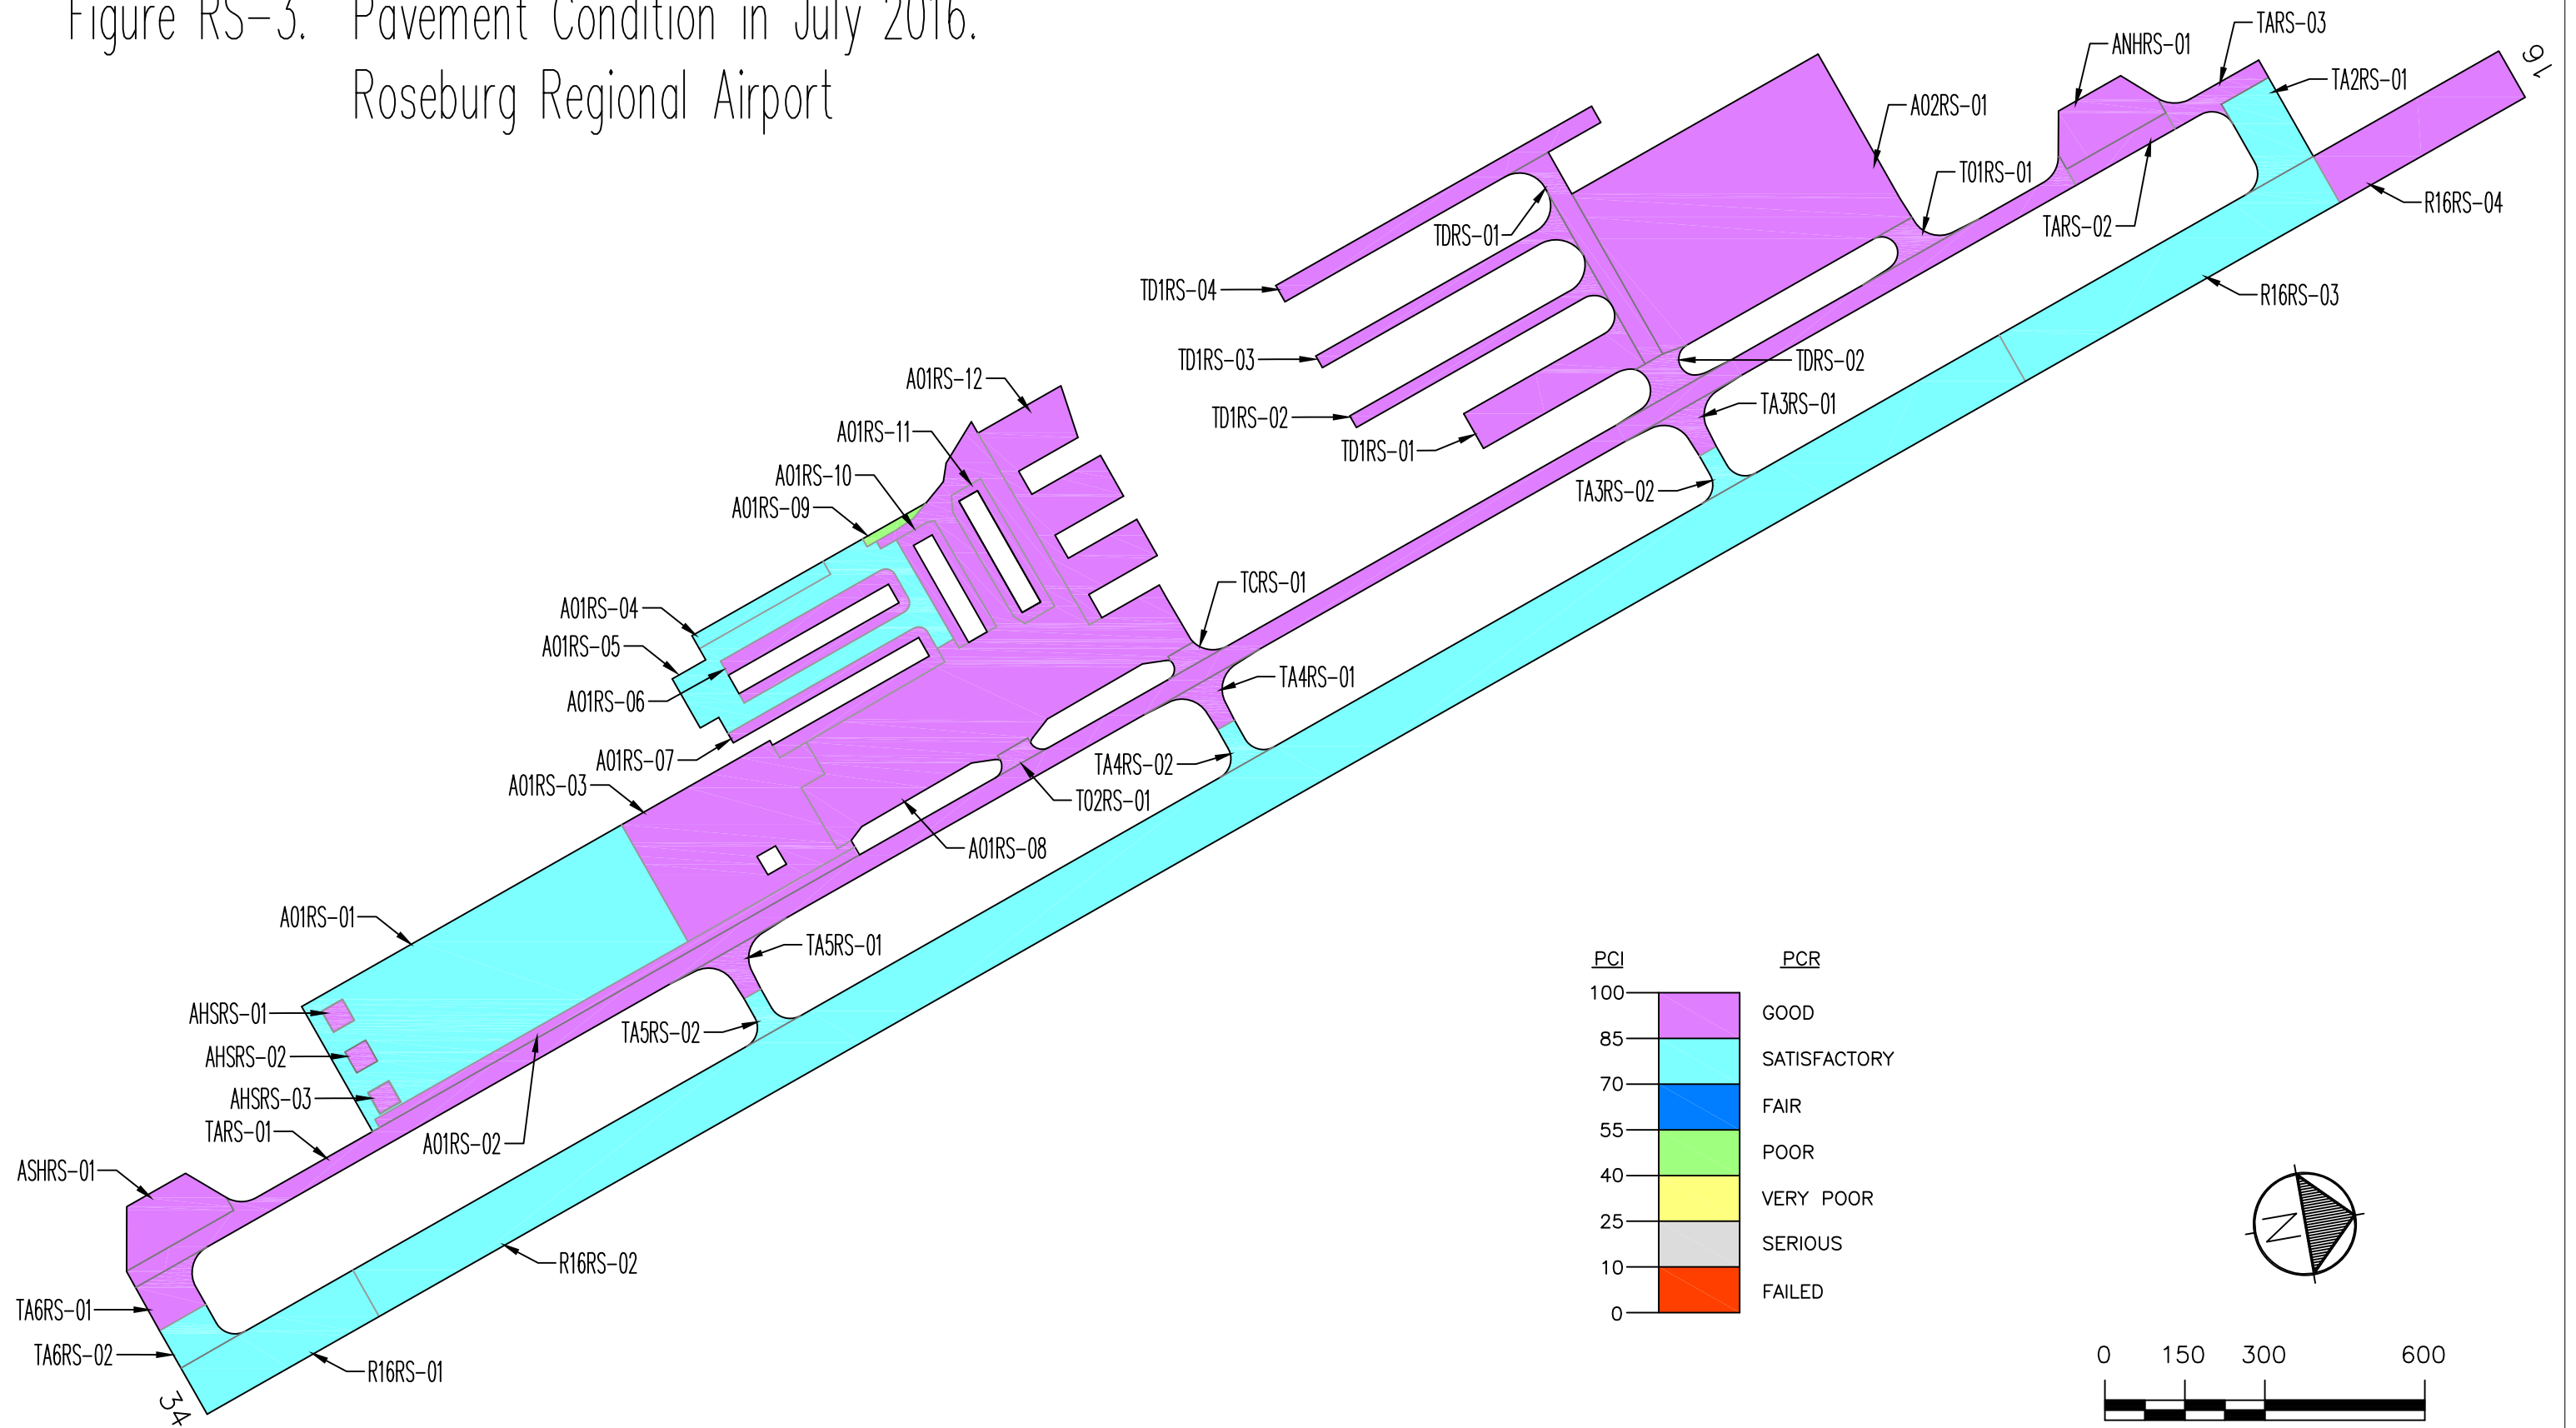 Figure RS-3. Pavement Condition in July 2016.
Roseburg Regional Airport
TARS-03
ANHRS-01
TA2RS-01
16
A02RS-01
T01RS-01
R16RS-04
TDRS-01
TARS-02
TD1RS-04
R16RS-03
TD1RS-03
TDRS-02
A01RS-12
TA3RS-01
TD1RS-02
A01RS-11
TD1RS-01
A01RS-10
TA3RS-02
A01RS-09
TCRS-01
A01RS-04
A01RS-05
TA4RS-01
A01RS-06
A01RS-07
TA4RS-02
A01RS-03
T02RS-01
A01RS-08
A01RS-01
TA5RS-01
PCI PCR
100
GOOD
AHSRS-01
85
TA5RS-02
AHSRS-02
SATISFACTORY
70
AHSRS-03
FAIR
TARS-01
55
A01RS-02
POOR
ASHRS-01
40
VERY POOR
25
SERIOUS
N
R16RS-02
10
FAILED
TA6RS-01
0
TA6RS-02
0 150 300 600
R16RS-01
34